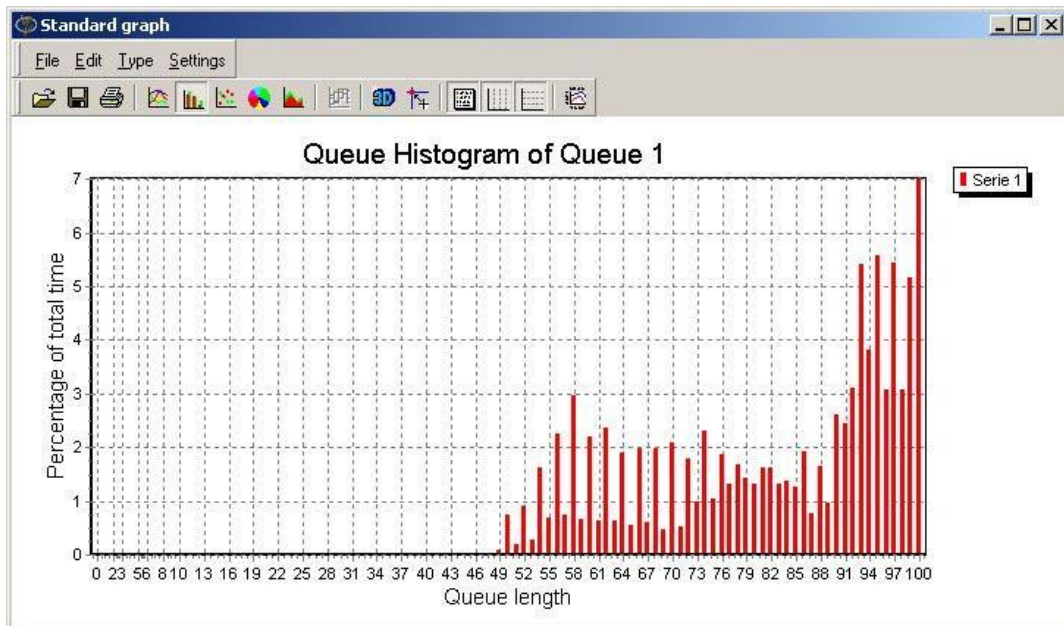 Standard graph
File Edit Type Settings
3D
Queue Histogram of Queue 1
Serie 1
Percentage of total time
7
6
5
4
3
2
1
0
0 23 56 8 10 13 16 19 22 25 28 31 34 37 40 43 46 49 52 55 58 61 64 67 70 73 76 79 82 85 88 91 94 97 100
Queue length